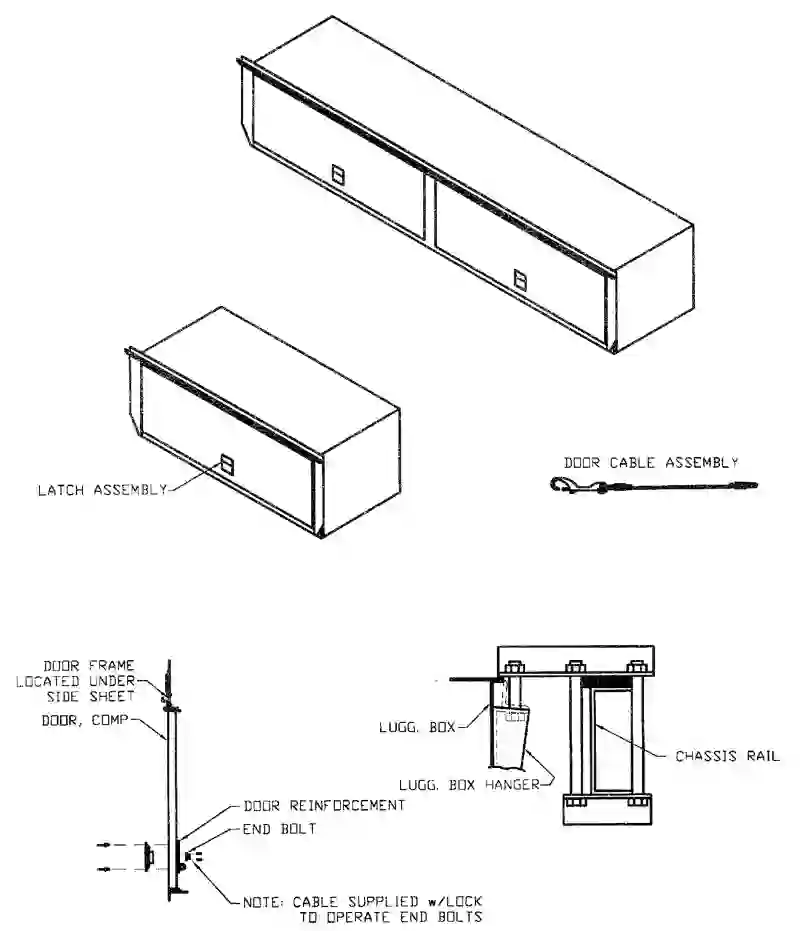 LATCH ASSEMBLY
DOOR CABLE ASSEMBLY
DOOR FRAME
LOCATED UNDER
SIDE SHEET
DOOR, COMP
DOOR REINFORCEMENT
END BOLT
NOTE: CABLE SUPPLIED w/LOCK
TO OPERATE END BOLTS
LUGG. BOX
LUGG. BOX HANGER
CHASSIS RAIL